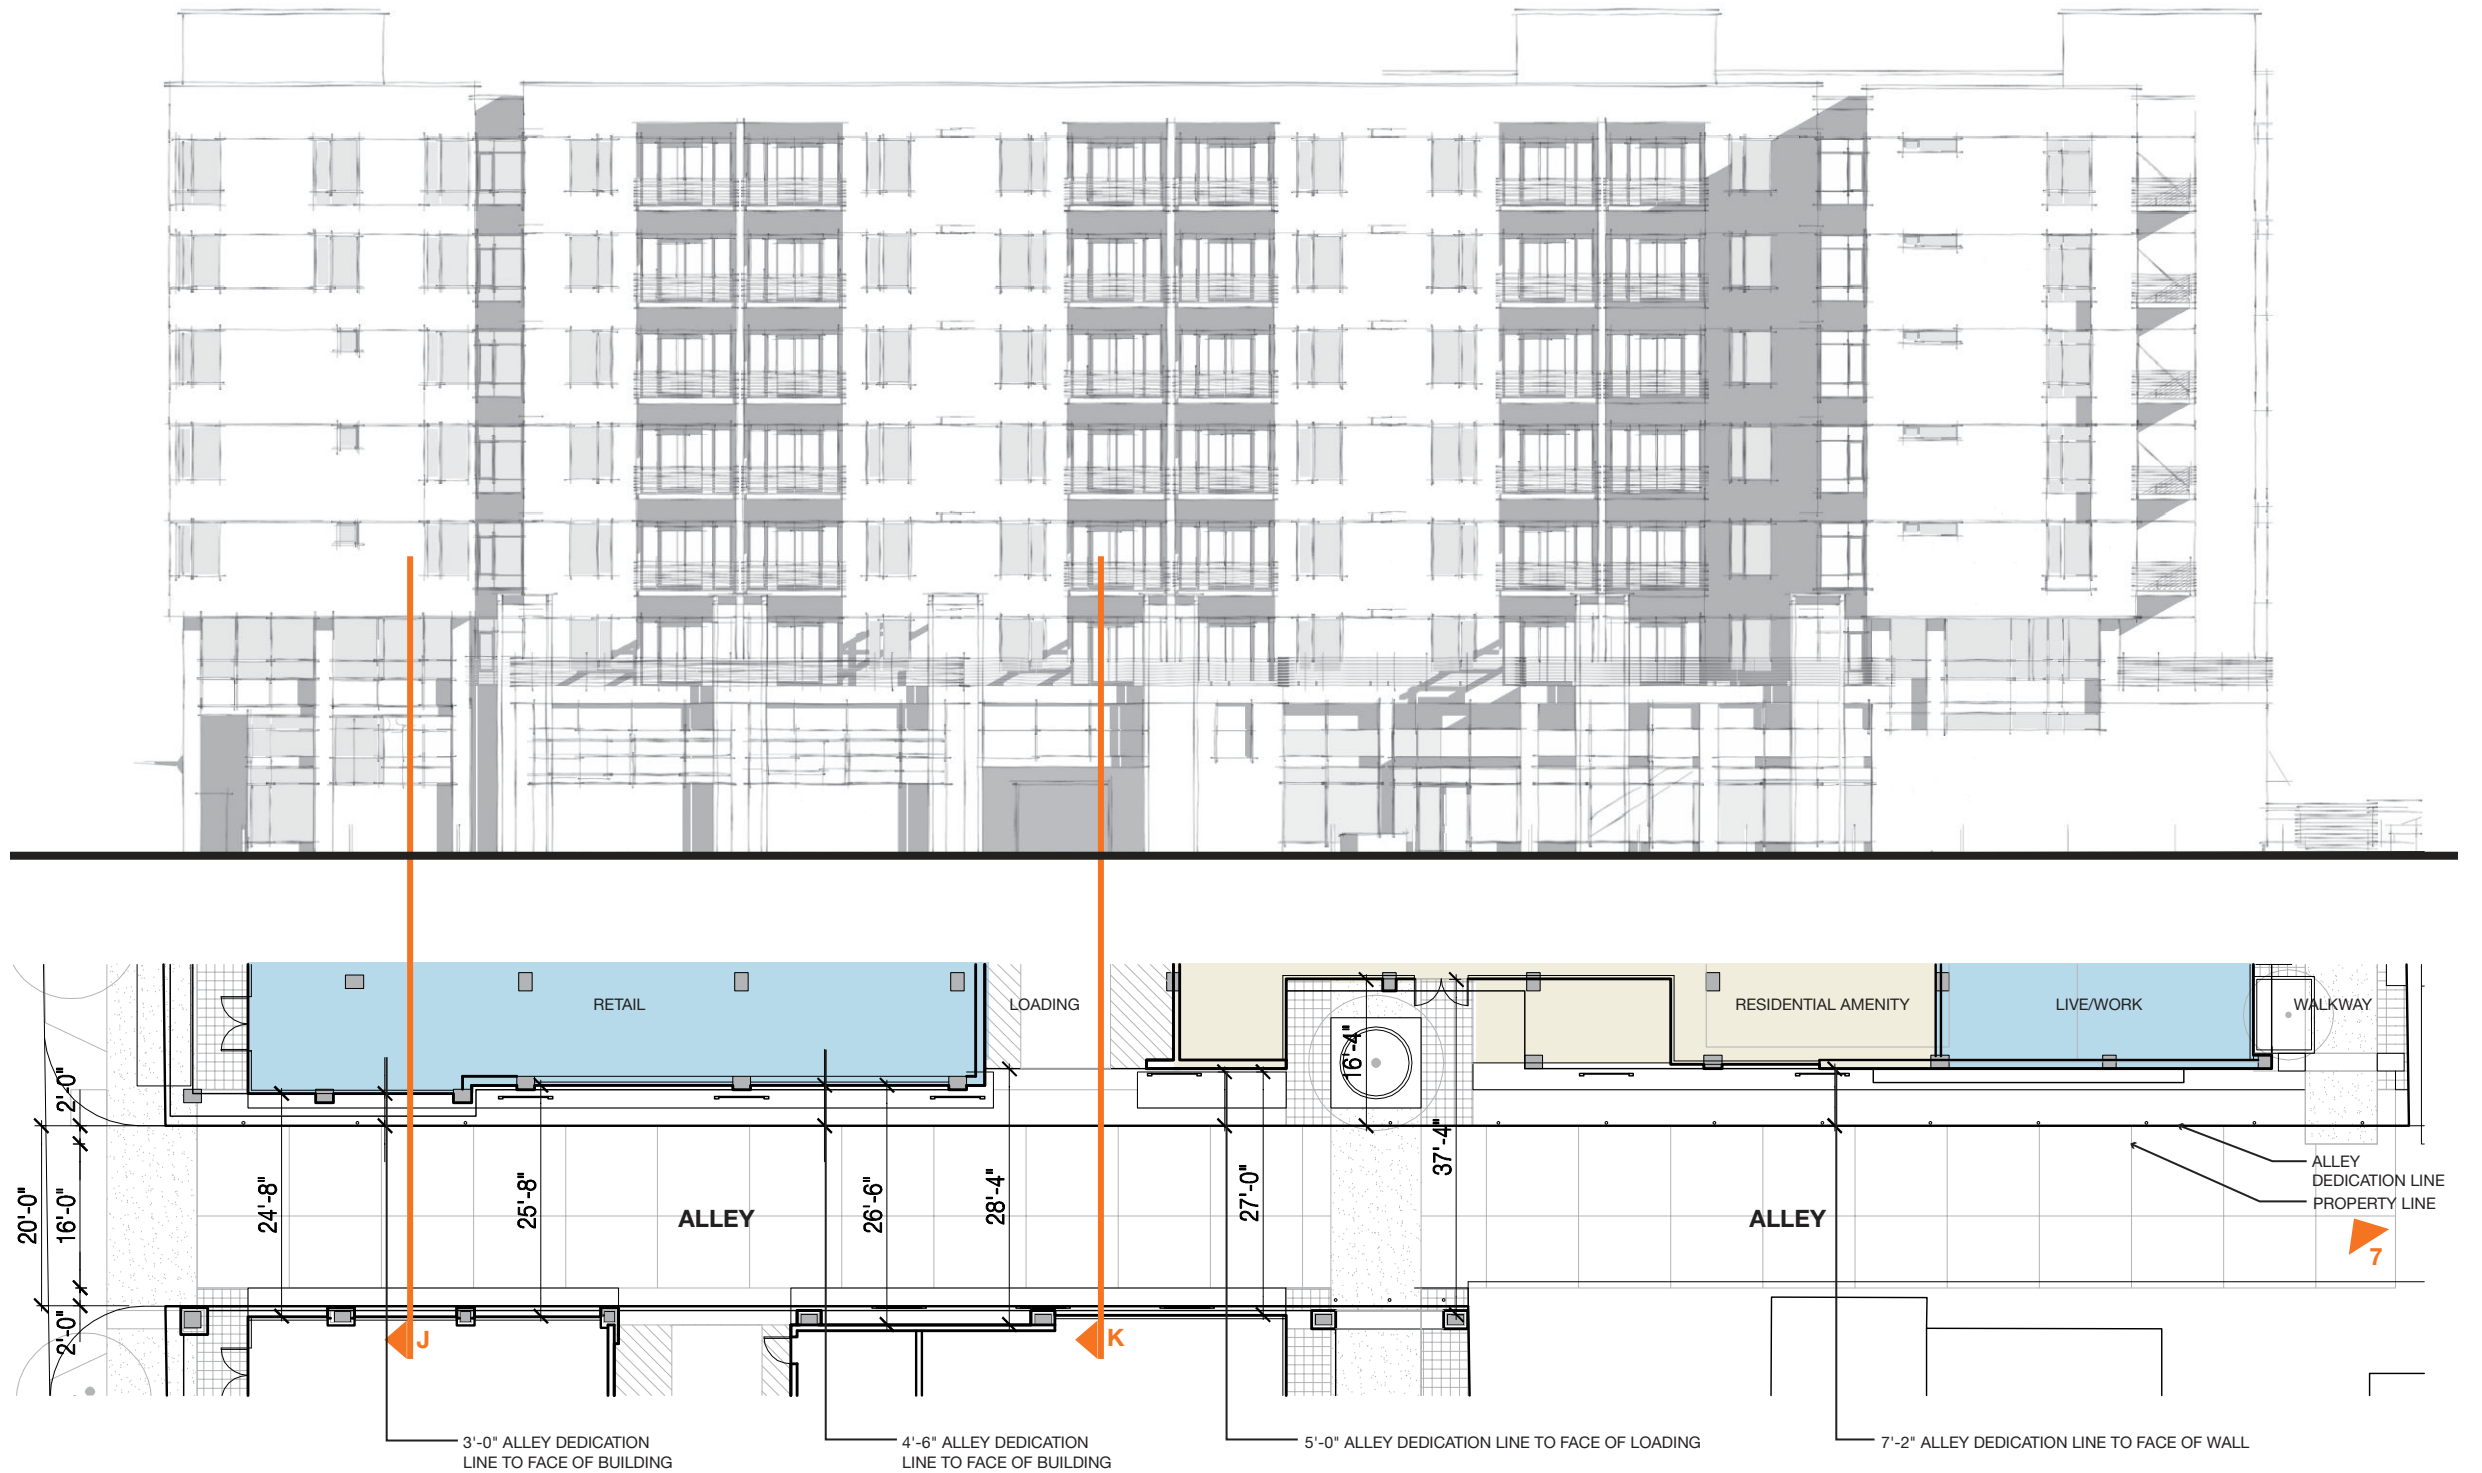 RETAIL
LOADING
RESIDENTIAL AMENITY
LIVE/WORK
WALKWAY
2'-0"
16'-4"
37'-4"
20'-0"
16'-0"
24'-8"
25'-8"
ALLEY
26'-6"
28'-4"
27'-0"
ALLEY
ALLEY
DEDICATION LINE
PROPERTY LINE
7
2'-0"
J
K
3'-0" ALLEY DEDICATION
LINE TO FACE OF BUILDING
4'-6" ALLEY DEDICATION
LINE TO FACE OF BUILDING
5'-0" ALLEY DEDICATION LINE TO FACE OF LOADING
7'-2" ALLEY DEDICATION LINE TO FACE OF WALL